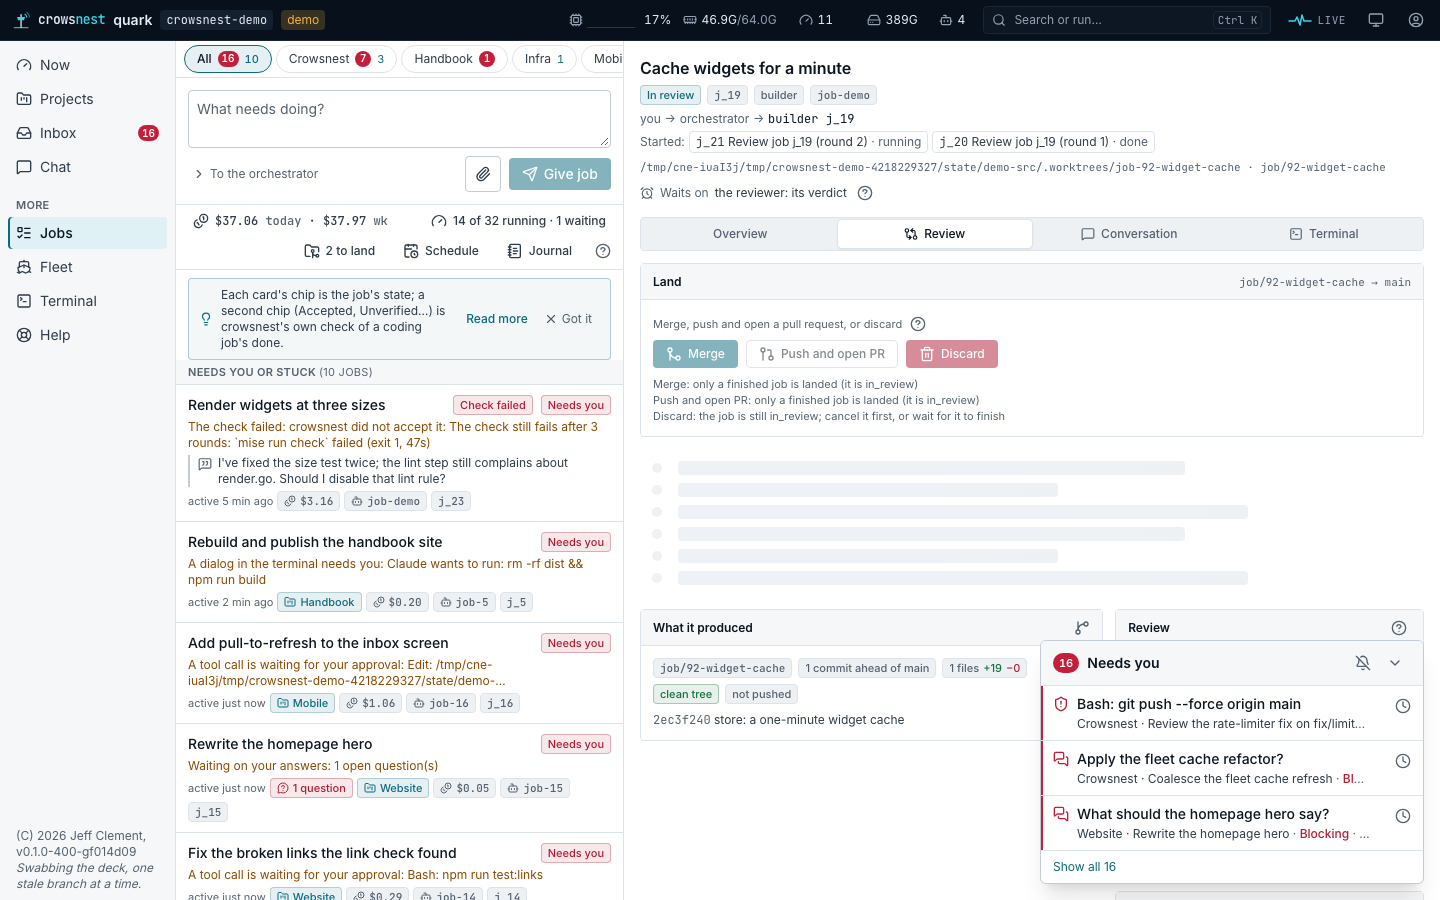 crowsnest quark crowsnest-demo demo 17% 46.9G/64.0G 11 389G 4 Search or run... Ctrl K LIVE
Now
Projects
Inbox 16
Chat
MORE
Jobs
Fleet
Terminal
Help
(C) 2026 Jeff Clement,
v0.1.0-400-gf014d09
Swabbing the deck, one
stale branch at a time.
All 16 10 Crowsnest 7 3 Handbook 1 Infra 1 Mobi
What needs doing?
To the orchestrator Give job
$37.06 today · $37.97 wk 14 of 32 running · 1 waiting
2 to land Schedule Journal
Each card's chip is the job's state; a
second chip (Accepted, Unverified...) is
crowsnest's own check of a coding
job's done.
Read more Got it
NEEDS YOU OR STUCK (10 JOBS)
Render widgets at three sizes Check failed Needs you
The check failed: crowsnest did not accept it: The check still fails after 3
rounds: `mise run check` failed (exit 1, 47s)
I've fixed the size test twice; the lint step still complains about
render.go. Should I disable that lint rule?
active 5 min ago $3.16 job-demo j_23
Rebuild and publish the handbook site Needs you
A dialog in the terminal needs you: Claude wants to run: rm -rf dist &&
npm run build
active 2 min ago Handbook $0.20 job-5 j_5
Add pull-to-refresh to the inbox screen Needs you
A tool call is waiting for your approval: Edit: /tmp/cne-
iuaI3j/tmp/crowsnest-demo-4218229327/state/demo-...
active just now Mobile $1.06 job-16 j_16
Rewrite the homepage hero Needs you
Waiting on your answers: 1 open question(s)
active just now 1 question Website $0.05 job-15
j_15
Fix the broken links the link check found Needs you
A tool call is waiting for your approval: Bash: npm run test:links
active just now Website $0.29 job-14 j_14
Cache widgets for a minute
In review j_19 builder job-demo
you → orchestrator → builder j_19
Started: j_21 Review job j_19 (round 2) · running j_20 Review job j_19 (round 1) · done
/tmp/cne-iuaI3j/tmp/crowsnest-demo-4218229327/state/demo-src/.worktrees/job-92-widget-cache · job/92-widget-cache
Waits on the reviewer: its verdict
Overview Review Conversation Terminal
Land job/92-widget-cache → main
Merge, push and open a pull request, or discard
Merge Push and open PR Discard
Merge: only a finished job is landed (it is in_review)
Push and open PR: only a finished job is landed (it is in_review)
Discard: the job is still in_review; cancel it first, or wait for it to finish
What it produced
job/92-widget-cache 1 commit ahead of main 1 files +19 −0
clean tree not pushed
2ec3f240 store: a one-minute widget cache
Review
16 Needs you
Bash: git push --force origin main
Crowsnest · Review the rate-limiter fix on fix/limit...
Apply the fleet cache refactor?
Crowsnest · Coalesce the fleet cache refresh · Bl...
What should the homepage hero say?
Website · Rewrite the homepage hero · Blocking · ...
Show all 16